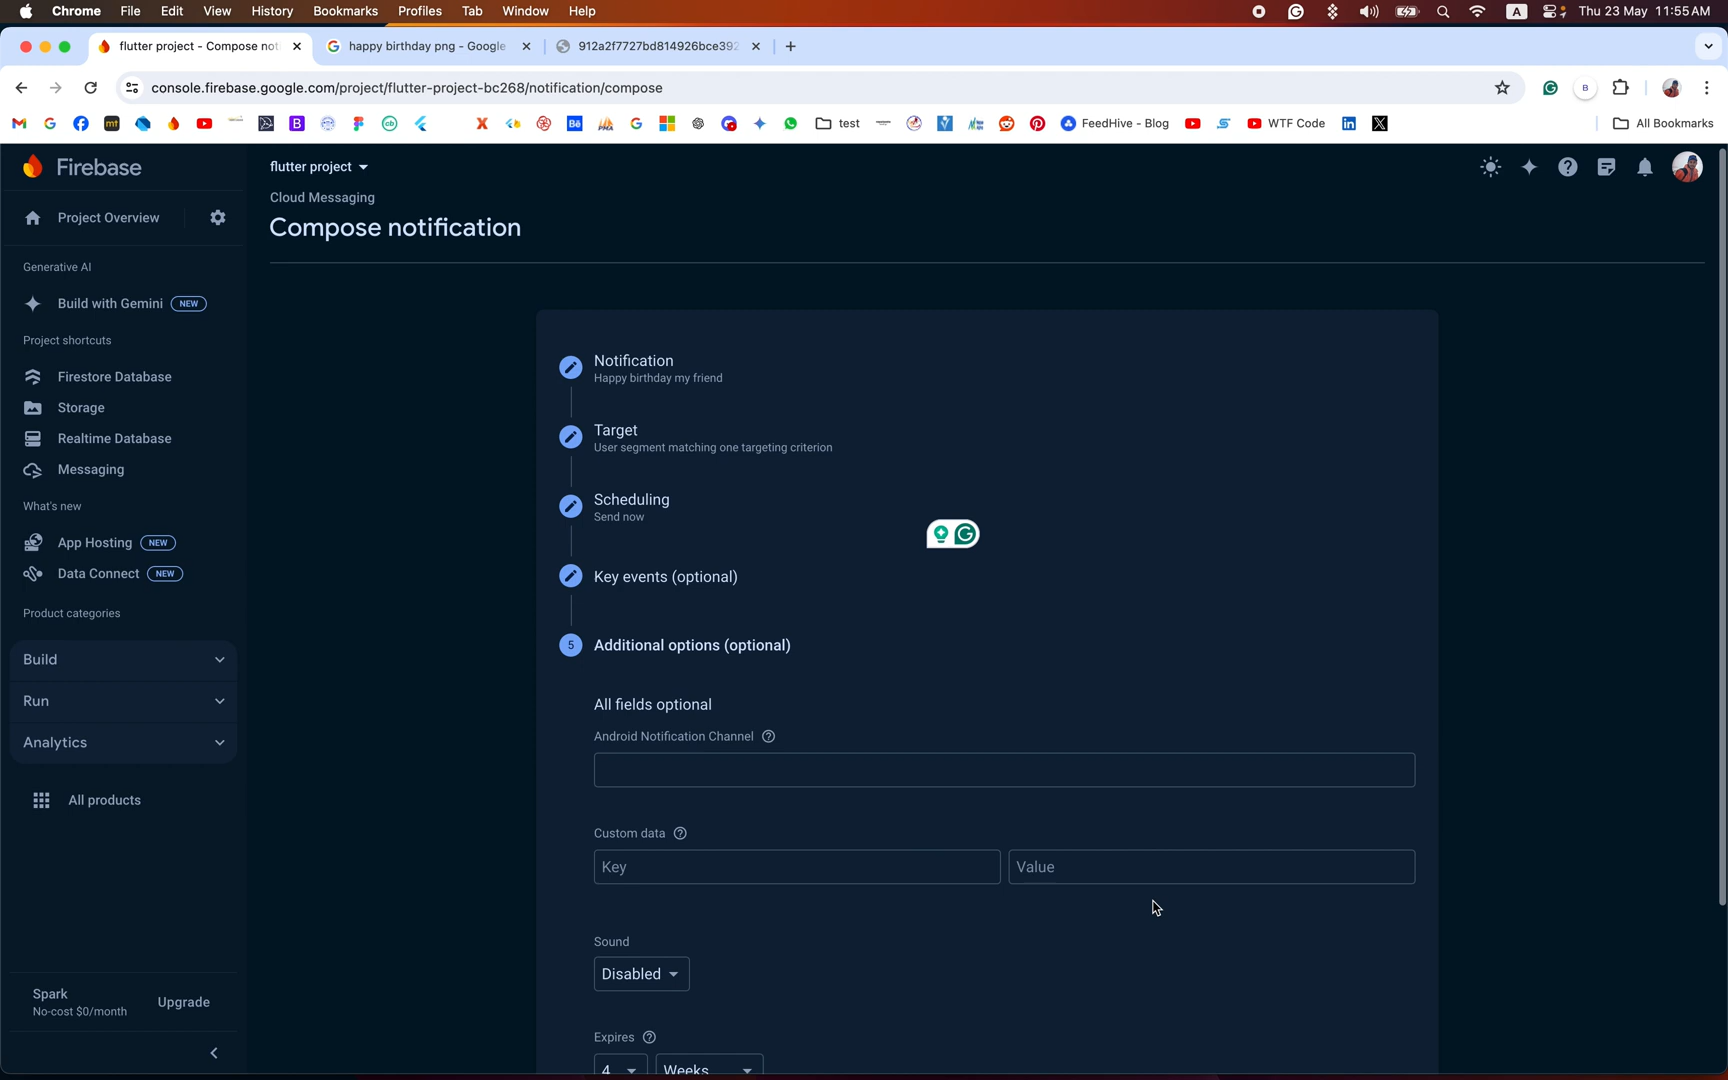 Chrome File Edit View History Bookmarks Profiles Tab Window Help A Thu 23 May 11:55 AM
flutter project - Compose not happy birthday png - Google 912a2f7727bd814926bce392
console.firebase.google.com/project/flutter-project-bc268/notification/compose B
test FeedHive - Blog WTF Code All Bookmarks
Firebase
flutter project
Cloud Messaging
Compose notification
Project Overview
Generative AI
Build with Gemini NEW
Project shortcuts
Firestore Database
Storage
Realtime Database
Messaging
What's new
App Hosting NEW
Data Connect NEW
Product categories
Build
Run
Analytics
All products
Spark
No-cost $0/month
Upgrade
Notification
Happy birthday my friend
Target
User segment matching one targeting criterion
Scheduling
Send now
Key events (optional)
5 Additional options (optional)
All fields optional
Android Notification Channel
Custom data
Key Value
Sound
Disabled
Expires
4 Weeks